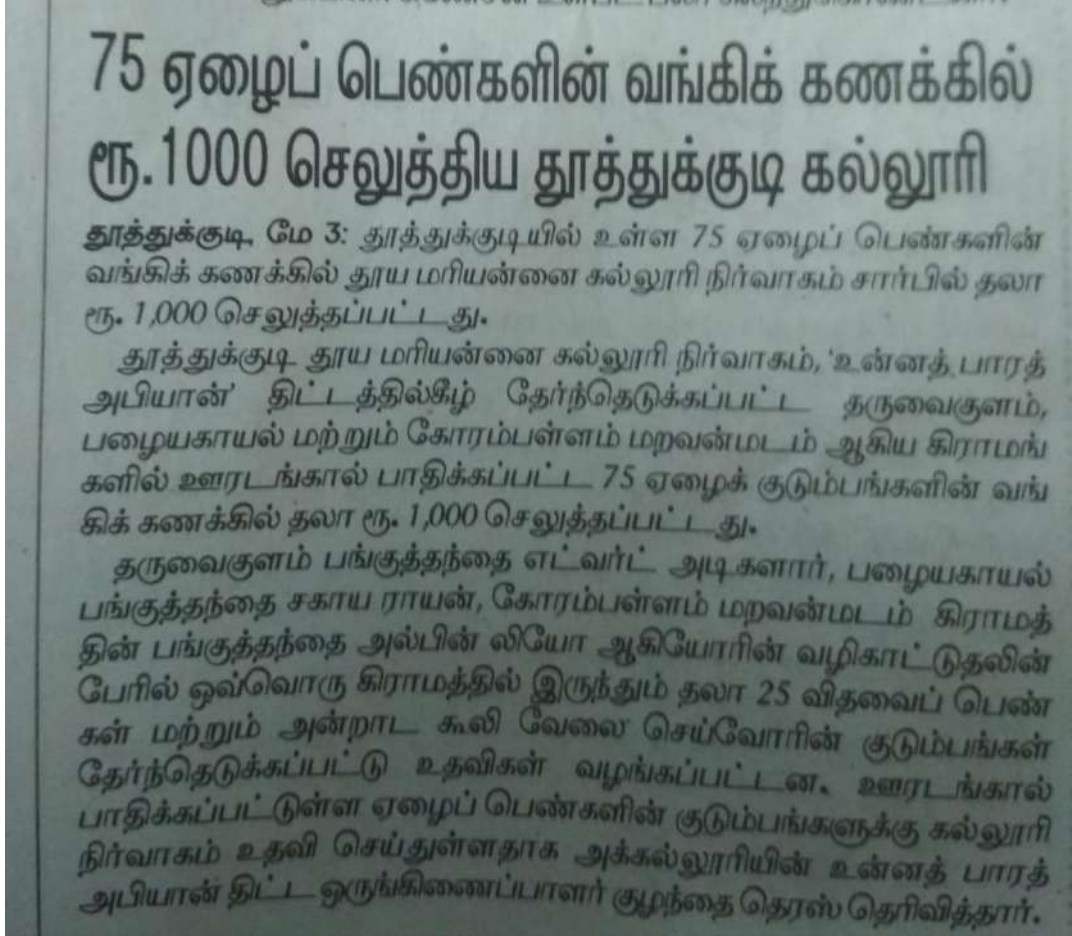 75 ஏழைப் பெண்களின் வங்கிக் கணக்கில்
ரூ.1000 செலுத்திய தூத்துக்குடி கல்லூரி
தூத்துக்குடி, மே 3: தூத்துக்குடியில் உள்ள 75 ஏழைப் பெண்களின்
வங்கிக் கணக்கில் தூய மரியன்னை கல்லூரி நிர்வாகம் சார்பில் தலா
ரூ. 1,000 செலுத்தப்பட்டது.
தூத்துக்குடி தூய மரியன்னை கல்லூரி நிர்வாகம், 'உன்னத் பாரத்
அபியான்' திட்டத்தில்கீழ் தேர்ந்தெடுக்கப்பட்ட தருவைகுளம்,
பழையகாயல் மற்றும் கோரம்பள்ளம் மறவன்மடம் ஆகிய கிராமங்
களில் ஊரடங்கால் பாதிக்கப்பட்ட 75 ஏழைக் குடும்பங்களின் வங்
கிக் கணக்கில் தலா ரூ. 1,000 செலுத்தப்பட்டது.
தருவைகுளம் பங்குத்தந்தை எட்வர்ட் அடிகளார், பழையகாயல்
பங்குத்தந்தை சகாய ராயன், கோரம்பள்ளம் மறவன்மடம் கிராமத்
தின் பங்குத்தந்தை அல்பின் லியோ ஆகியோரின் வழிகாட்டுதலின்
பேரில் ஒவ்வொரு கிராமத்தில் இருந்தும் தலா 25 விதவைப் பெண்
கள் மற்றும் அன்றாட கூலி வேலை செய்வோரின் குடும்பங்கள்
தேர்ந்தெடுக்கப்பட்டு உதவிகள் வழங்கப்பட்டன. ஊரடங்கால்
பாதிக்கப்பட்டுள்ள ஏழைப் பெண்களின் குடும்பங்களுக்கு கல்லூரி
நிர்வாகம் உதவி செய்துள்ளதாக அக்கல்லூரியின் உன்னத் பாரத்
அபியான் திட்ட ஒருங்கிணைப்பாளர் குழந்தை தெரஸ் தெரிவித்தார்.